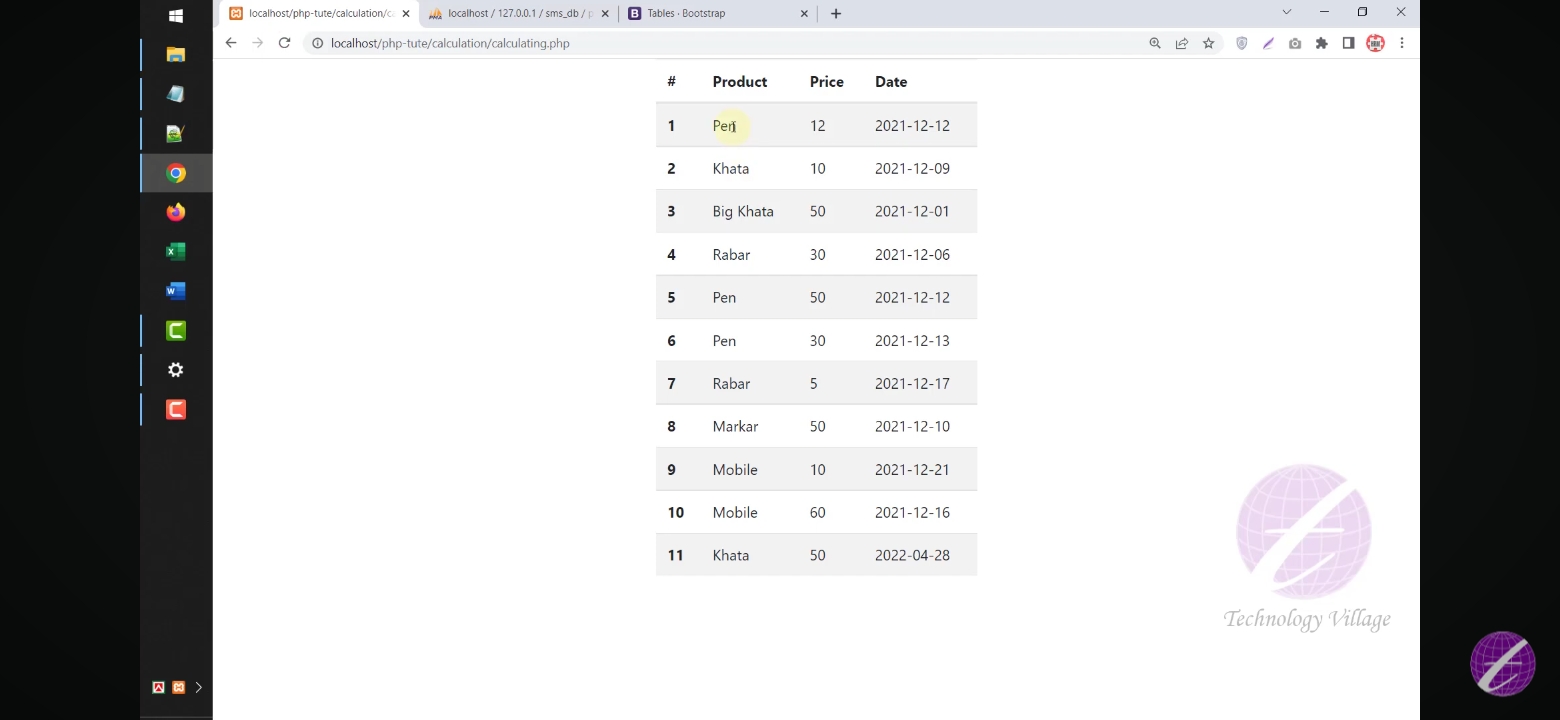 localhost/php-tute/calculation/c
localhost / 127.0.0.1 / sms_db / p
Tables · Bootstrap
localhost/php-tute/calculation/calculating.php
# Product Price Date
1 Pen 12 2021-12-12
2 Khata 10 2021-12-09
3 Big Khata 50 2021-12-01
4 Rabar 30 2021-12-06
5 Pen 50 2021-12-12
6 Pen 30 2021-12-13
7 Rabar 5 2021-12-17
8 Markar 50 2021-12-10
9 Mobile 10 2021-12-21
10 Mobile 60 2021-12-16
11 Khata 50 2022-04-28
Technology Village